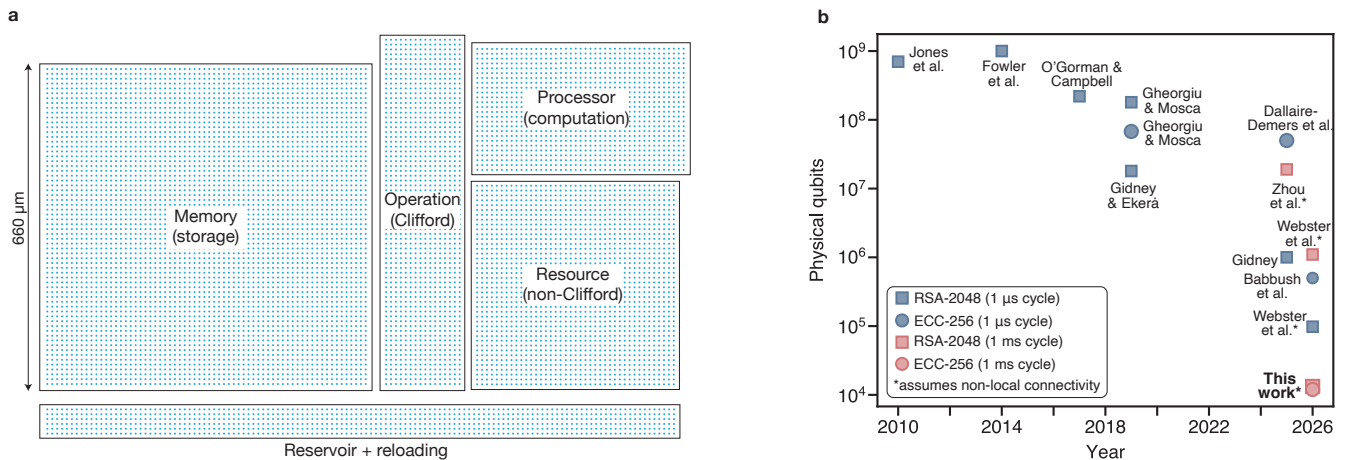 a
660 µm
Memory
(storage)
Operation
(Clifford)
Processor
(computation)
Resource
(non-Clifford)
Reservoir + reloading
b
Physical qubits
10⁹
10⁸
10⁷
10⁶
10⁵
10⁴
Jones
et al.
Fowler
et al.
O'Gorman &
Campbell
Gheorgiu
& Mosca
Gheorgiu
& Mosca
Gidney
& Ekerå
Dallaire-
Demers et al.
Zhou
et al.*
Webster
et al.*
Gidney
Babbush
et al.
Webster
et al.*
This
work*
RSA-2048 (1 µs cycle)
ECC-256 (1 µs cycle)
RSA-2048 (1 ms cycle)
ECC-256 (1 ms cycle)
*assumes non-local connectivity
2010
2014
2018
2022
2026
Year